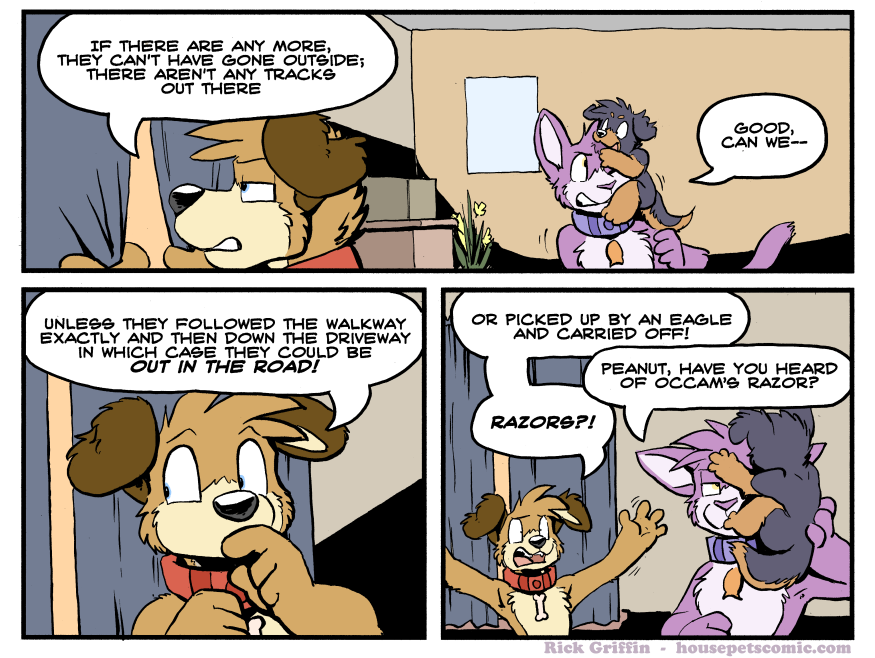 IF THERE ARE ANY MORE,
THEY CAN'T HAVE GONE OUTSIDE;
THERE AREN'T ANY TRACKS
OUT THERE
GOOD,
CAN WE--
UNLESS THEY FOLLOWED THE WALKWAY
EXACTLY AND THEN DOWN THE DRIVEWAY
IN WHICH CASE THEY COULD BE
OUT IN THE ROAD!
OR PICKED UP BY AN EAGLE
AND CARRIED OFF!
PEANUT, HAVE YOU HEARD
OF OCCAM'S RAZOR?
RAZORS?!
Rick Griffin - housepetscomic.com